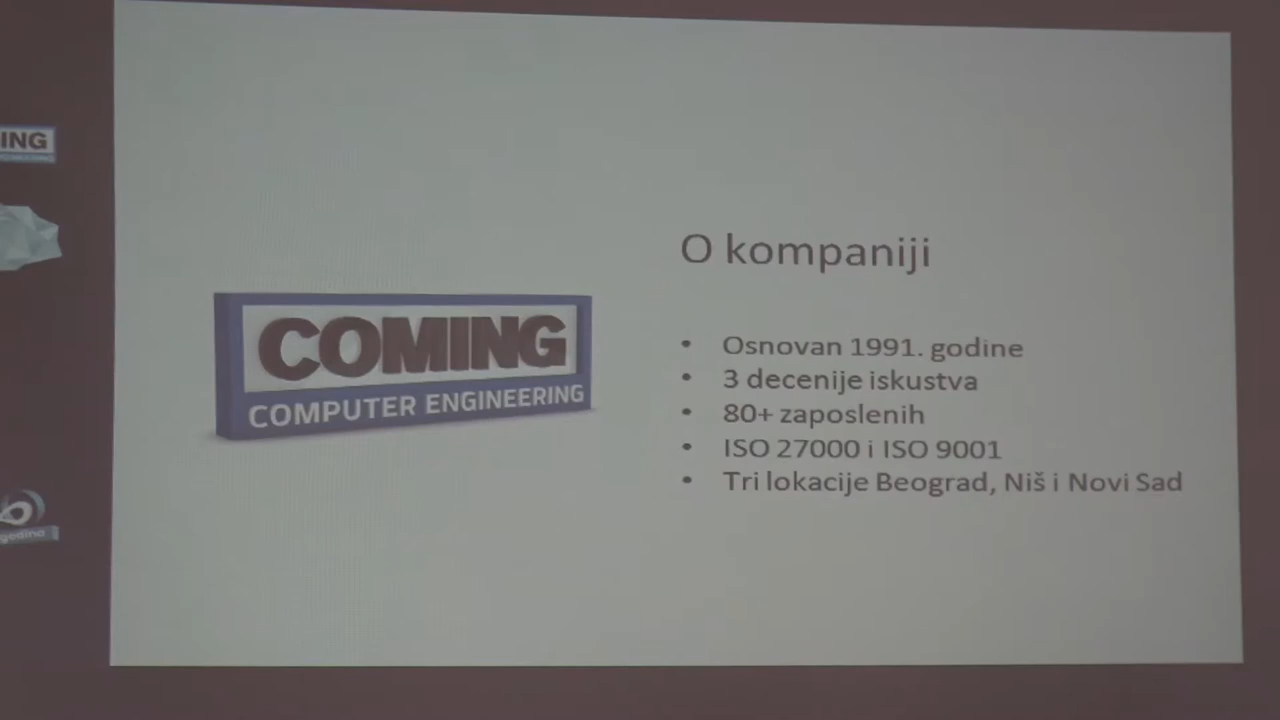 ING
O kompaniji
COMING
COMPUTER ENGINEERING
• Osnovan 1991. godine
• 3 decenije iskustva
• 80+ zaposlenih
• ISO 27000 i ISO 9001
• Tri lokacije Beograd, Niš i Novi Sad
godina